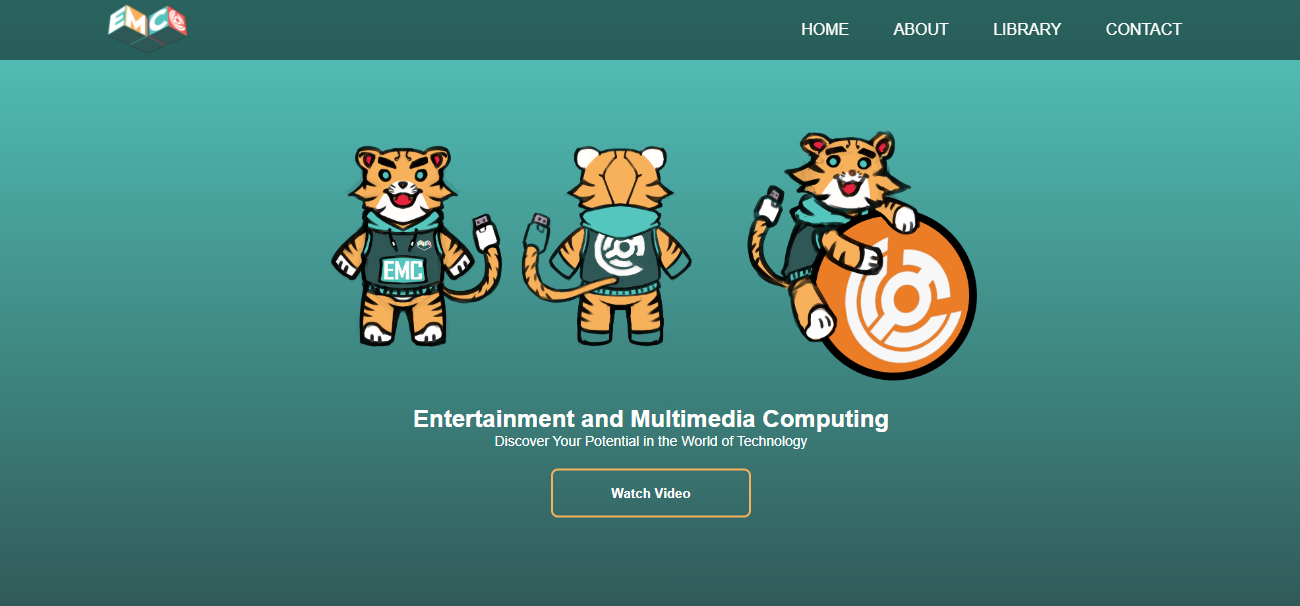 EMC
HOME
ABOUT
LIBRARY
CONTACT
EMC
Entertainment and Multimedia Computing
Discover Your Potential in the World of Technology
Watch Video